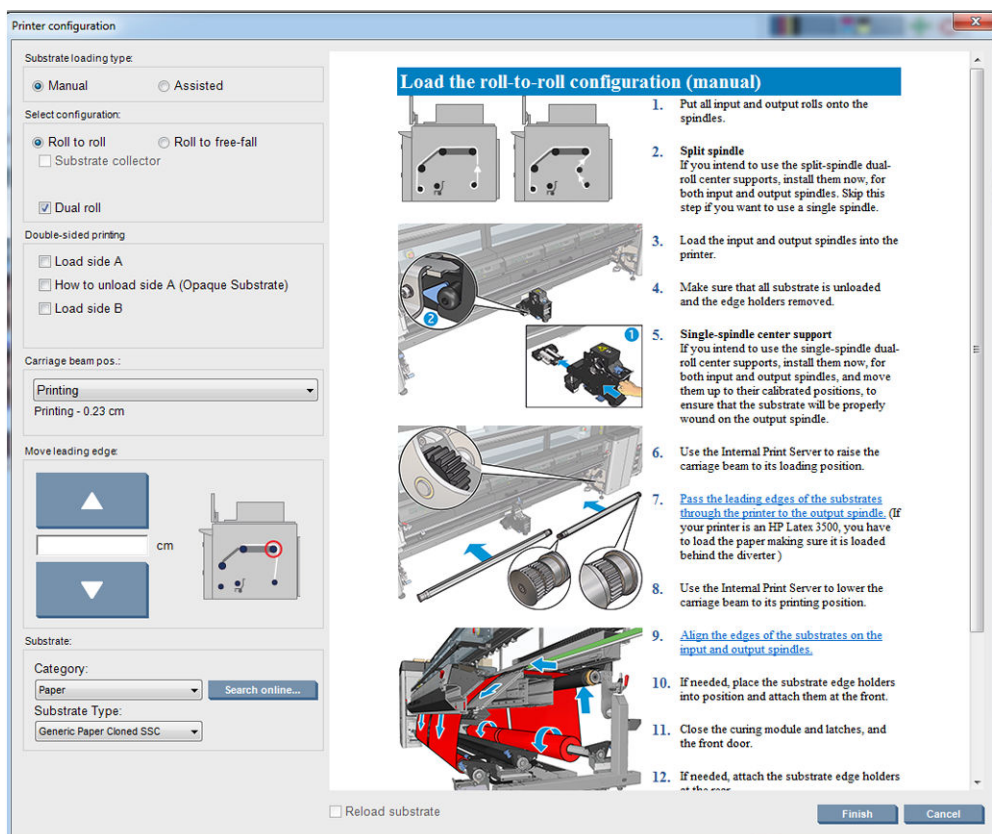 Printer configuration
Substrate loading type:
Manual
Assisted
Select configuration:
Roll to roll
Roll to free-fall
Substrate collector
Dual roll
Double-sided printing
Load side A
How to unload side A (Opaque Substrate)
Load side B
Carriage beam pos.:
Printing
Printing - 0.23 cm
Move leading edge:
cm
Substrate:
Category:
Paper
Search online...
Substrate Type:
Generic Paper Cloned SSC
Load the roll-to-roll configuration (manual)
1. Put all input and output rolls onto the
spindles.
2. Split spindle
If you intend to use the split-spindle dual-
roll center supports, install them now, for
both input and output spindles. Skip this
step if you want to use a single spindle.
3. Load the input and output spindles into the
printer.
4. Make sure that all substrate is unloaded
and the edge holders removed.
2
1
5. Single-spindle center support
If you intend to use the single-spindle dual-
roll center supports, install them now, for
both input and output spindles, and move
them up to their calibrated positions, to
ensure that the substrate will be properly
wound on the output spindle.
6. Use the Internal Print Server to raise the
carriage beam to its loading position.
7. Pass the leading edges of the substrates
through the printer to the output spindle. (If
your printer is an HP Latex 3500, you have
to load the paper making sure it is loaded
behind the diverter )
8. Use the Internal Print Server to lower the
carriage beam to its printing position.
9. Align the edges of the substrates on the
input and output spindles.
10. If needed, place the substrate edge holders
into position and attach them at the front.
11. Close the curing module and latches, and
the front door.
12. If needed, attach the substrate edge holders
Reload substrate
Finish
Cancel